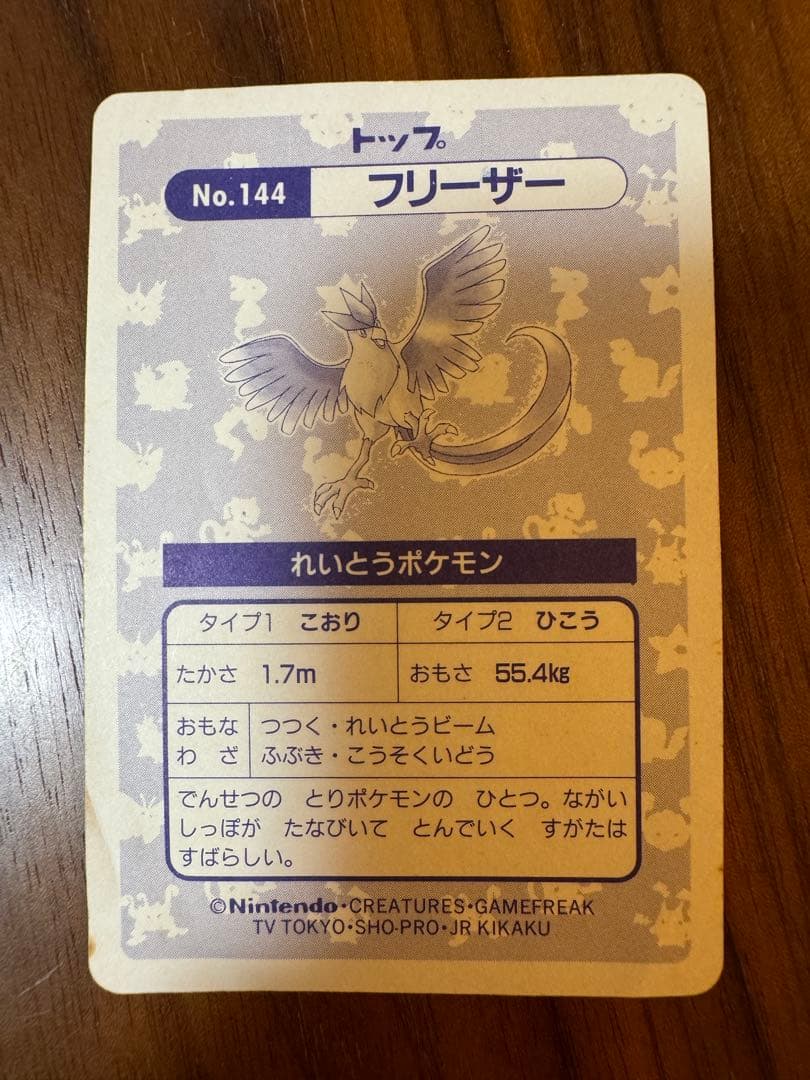 トップ。
No.144 フリーザー
れいとうポケモン
タイプ1 こおり タイプ2 ひこう
たかさ 1.7m おもさ 55.4kg
おもな つつく・れいとうビーム
わ ざ ふぶき・こうそくいどう
でんせつの とりポケモンの ひとつ。ながい
しっぽが たなびいて とんでいく すがたは
すばらしい。
©Nintendo・CREATURES・GAMEFREAK
TV TOKYO・SHO-PRO・JR KIKAKU